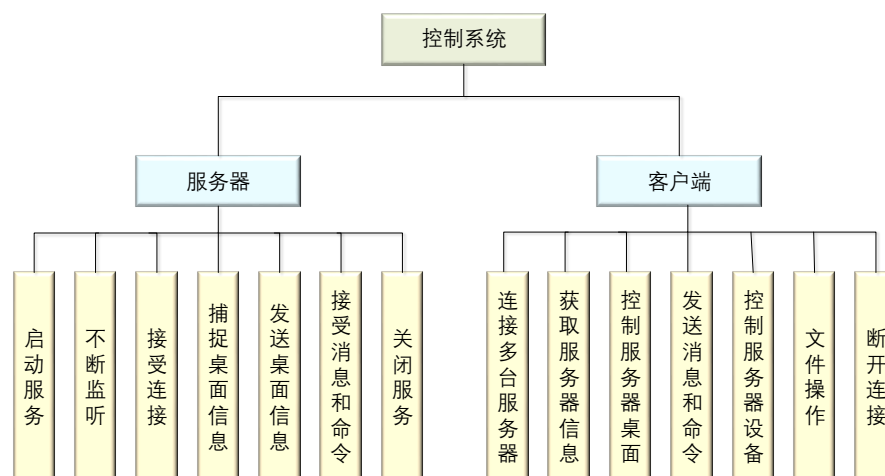 控制系统
服务器
客户端
启动服务
不断监听
接受连接
捕捉桌面信息
发送桌面信息
接受消息和命令
关闭服务
连接多台服务器
获取服务器信息
控制服务器桌面
发送消息和命令
控制服务器设备
文件操作
断开连接